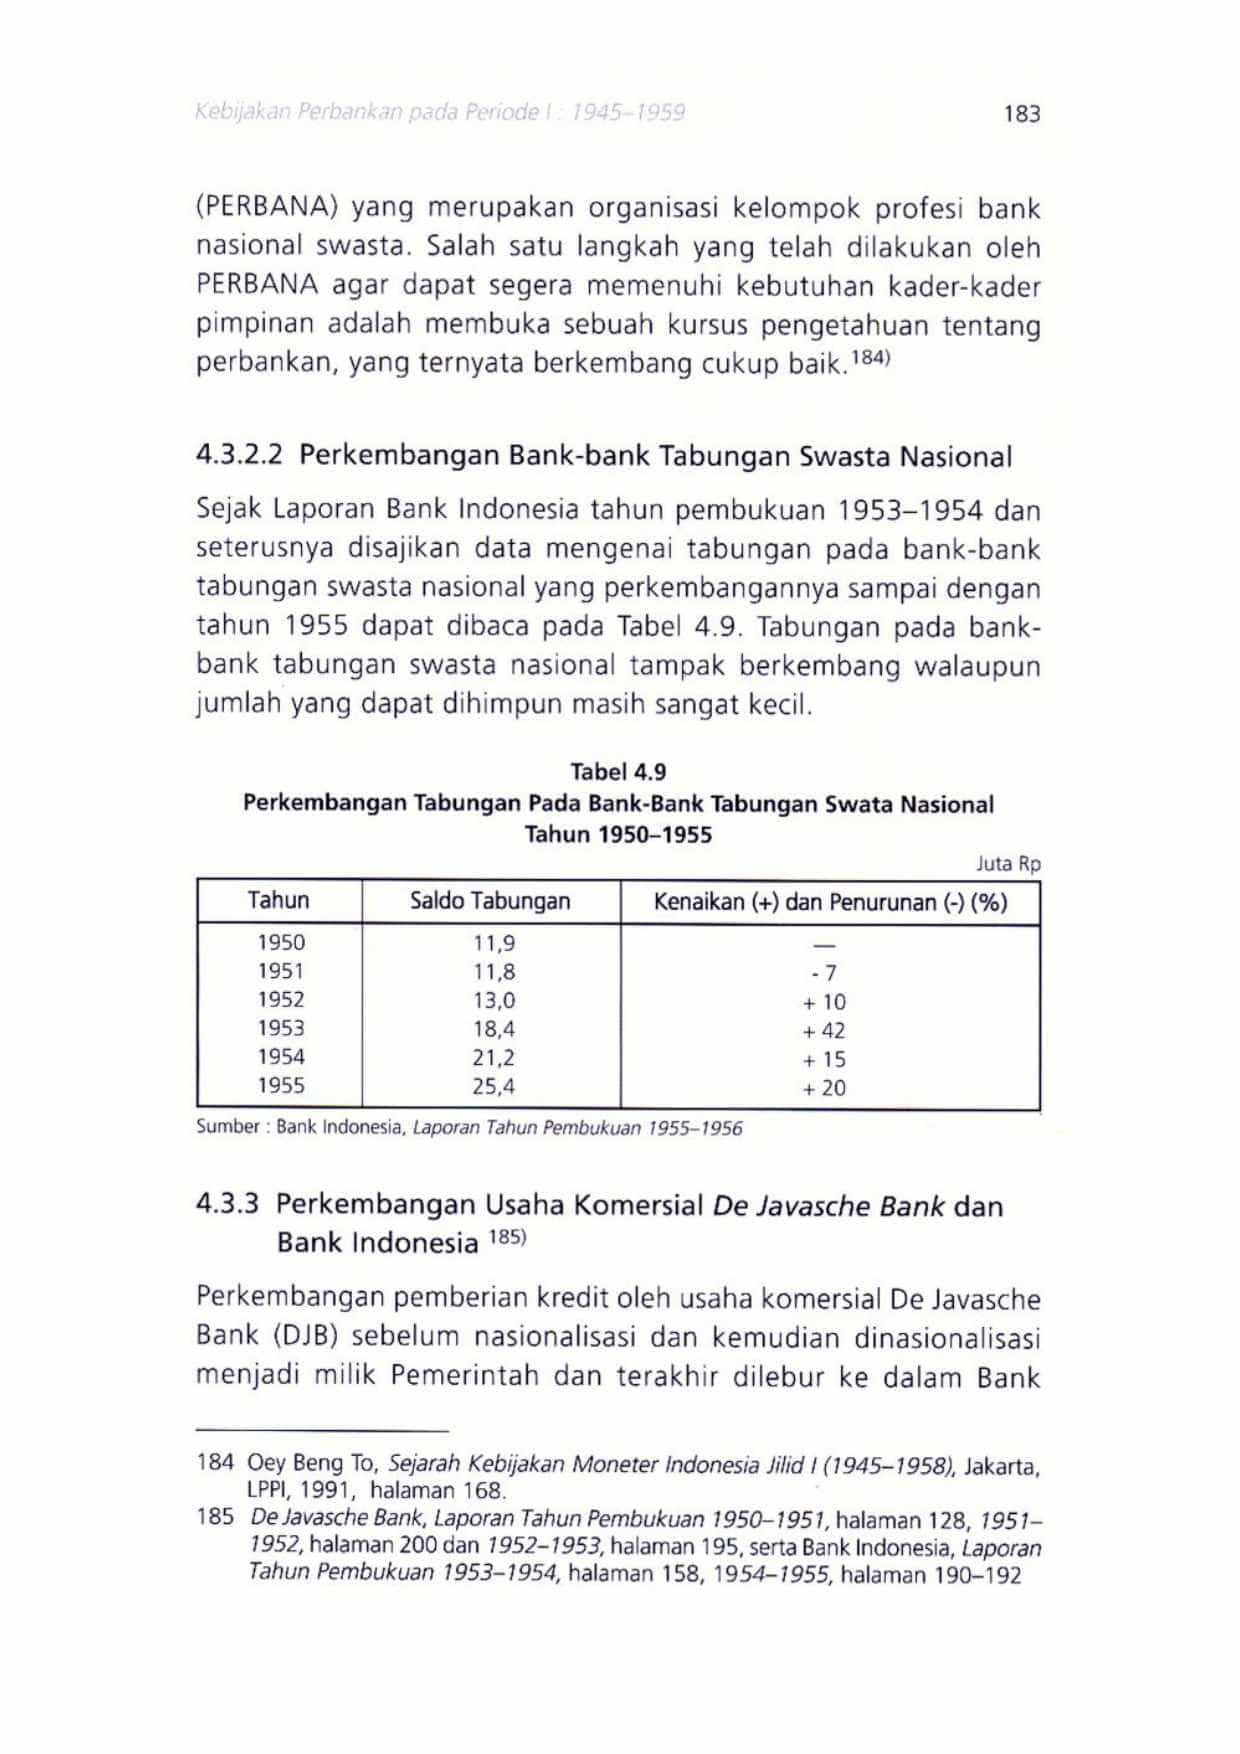 Kebijakan Perbankan pada Periode I : 1945–1959 183
(PERBANA) yang merupakan organisasi kelompok profesi bank
nasional swasta. Salah satu langkah yang telah dilakukan oleh
PERBANA agar dapat segera memenuhi kebutuhan kader-kader
pimpinan adalah membuka sebuah kursus pengetahuan tentang
perbankan, yang ternyata berkembang cukup baik.184)
4.3.2.2 Perkembangan Bank-bank Tabungan Swasta Nasional
Sejak Laporan Bank Indonesia tahun pembukuan 1953–1954 dan
seterusnya disajikan data mengenai tabungan pada bank-bank
tabungan swasta nasional yang perkembangannya sampai dengan
tahun 1955 dapat dibaca pada Tabel 4.9. Tabungan pada bank-
bank tabungan swasta nasional tampak berkembang walaupun
jumlah yang dapat dihimpun masih sangat kecil.
Tabel 4.9
Perkembangan Tabungan Pada Bank-Bank Tabungan Swata Nasional
Tahun 1950–1955
Juta Rp
Tahun Saldo Tabungan Kenaikan (+) dan Penurunan (-) (%)
1950 11,9 —
1951 11,8 - 7
1952 13,0 + 10
1953 18,4 + 42
1954 21,2 + 15
1955 25,4 + 20
Sumber : Bank Indonesia, Laporan Tahun Pembukuan 1955–1956
4.3.3 Perkembangan Usaha Komersial De Javasche Bank dan
Bank Indonesia 185)
Perkembangan pemberian kredit oleh usaha komersial De Javasche
Bank (DJB) sebelum nasionalisasi dan kemudian dinasionalisasi
menjadi milik Pemerintah dan terakhir dilebur ke dalam Bank
184 Oey Beng To, Sejarah Kebijakan Moneter Indonesia Jilid I (1945–1958), Jakarta,
LPPI, 1991, halaman 168.
185 De Javasche Bank, Laporan Tahun Pembukuan 1950–1951, halaman 128, 1951–
1952, halaman 200 dan 1952–1953, halaman 195, serta Bank Indonesia, Laporan
Tahun Pembukuan 1953–1954, halaman 158, 1954–1955, halaman 190–192